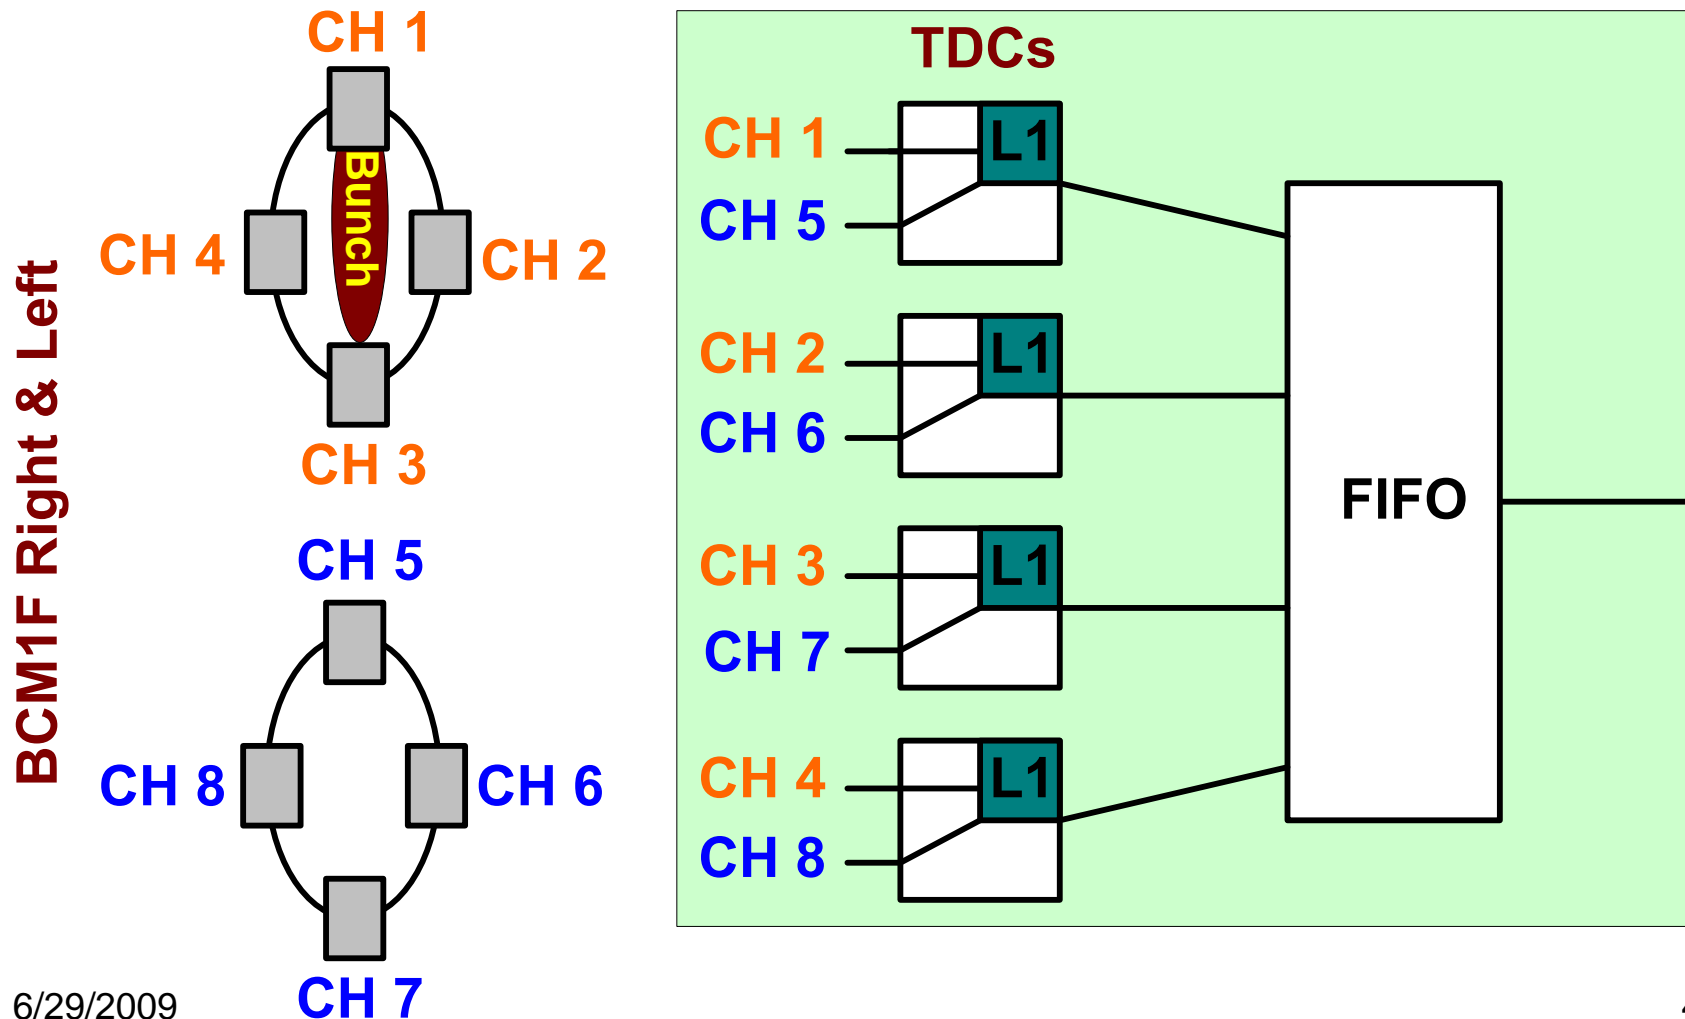 BCM1F Right & Left
CH 1
Bunch
CH 4
CH 2
CH 3
CH 5
CH 8
CH 6
CH 7
TDCs
CH 1
L1
CH 5
CH 2
L1
CH 6
CH 3
L1
CH 7
CH 4
L1
CH 8
FIFO
6/29/2009